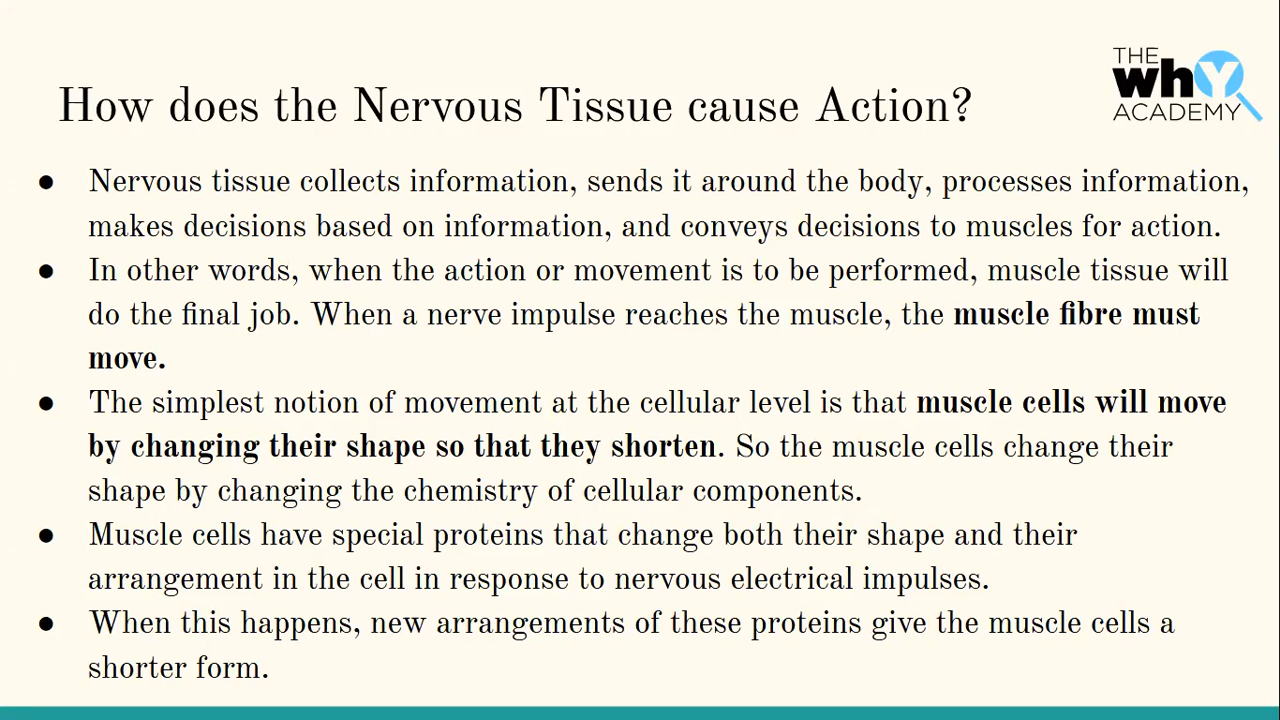 THE
whY
ACADEMY
How does the Nervous Tissue cause Action?
● Nervous tissue collects information, sends it around the body, processes information,
makes decisions based on information, and conveys decisions to muscles for action.
● In other words, when the action or movement is to be performed, muscle tissue will
do the final job. When a nerve impulse reaches the muscle, the muscle fibre must
move.
● The simplest notion of movement at the cellular level is that muscle cells will move
by changing their shape so that they shorten. So the muscle cells change their
shape by changing the chemistry of cellular components.
● Muscle cells have special proteins that change both their shape and their
arrangement in the cell in response to nervous electrical impulses.
● When this happens, new arrangements of these proteins give the muscle cells a
shorter form.